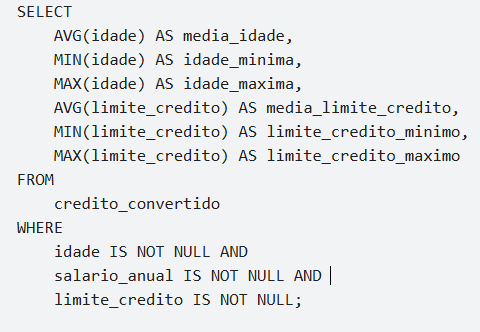 SELECT
    AVG(idade) AS media_idade,
    MIN(idade) AS idade_minima,
    MAX(idade) AS idade_maxima,
    AVG(limite_credito) AS media_limite_credito,
    MIN(limite_credito) AS limite_credito_minimo,
    MAX(limite_credito) AS limite_credito_maximo
FROM
    credito_convertido
WHERE
    idade IS NOT NULL AND
    salario_anual IS NOT NULL AND
    limite_credito IS NOT NULL;